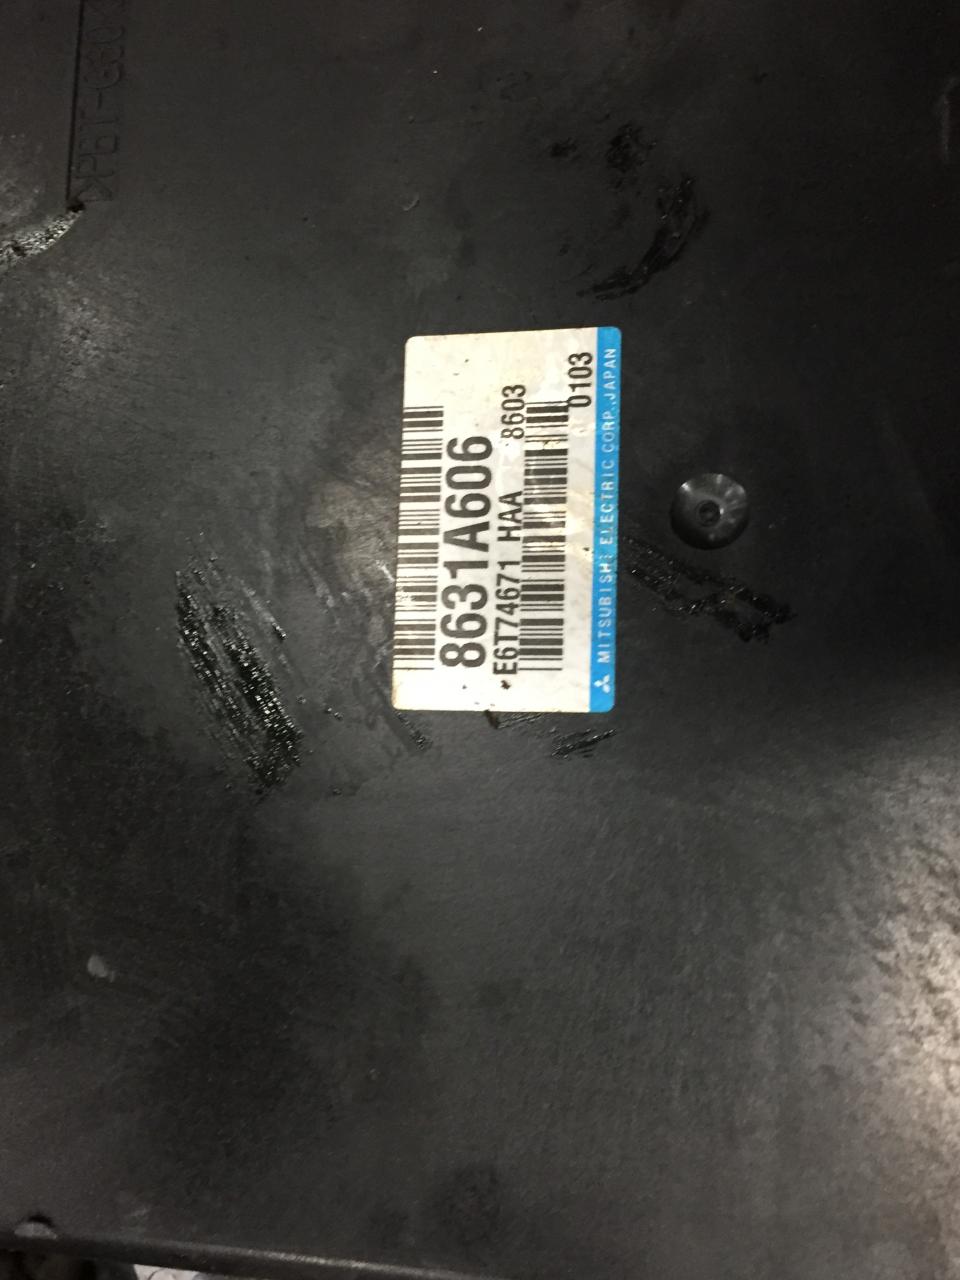 8631A606
E6T74671 HAA 8603
0103
MITSUBISHI ELECTRIC CORP. JAPAN